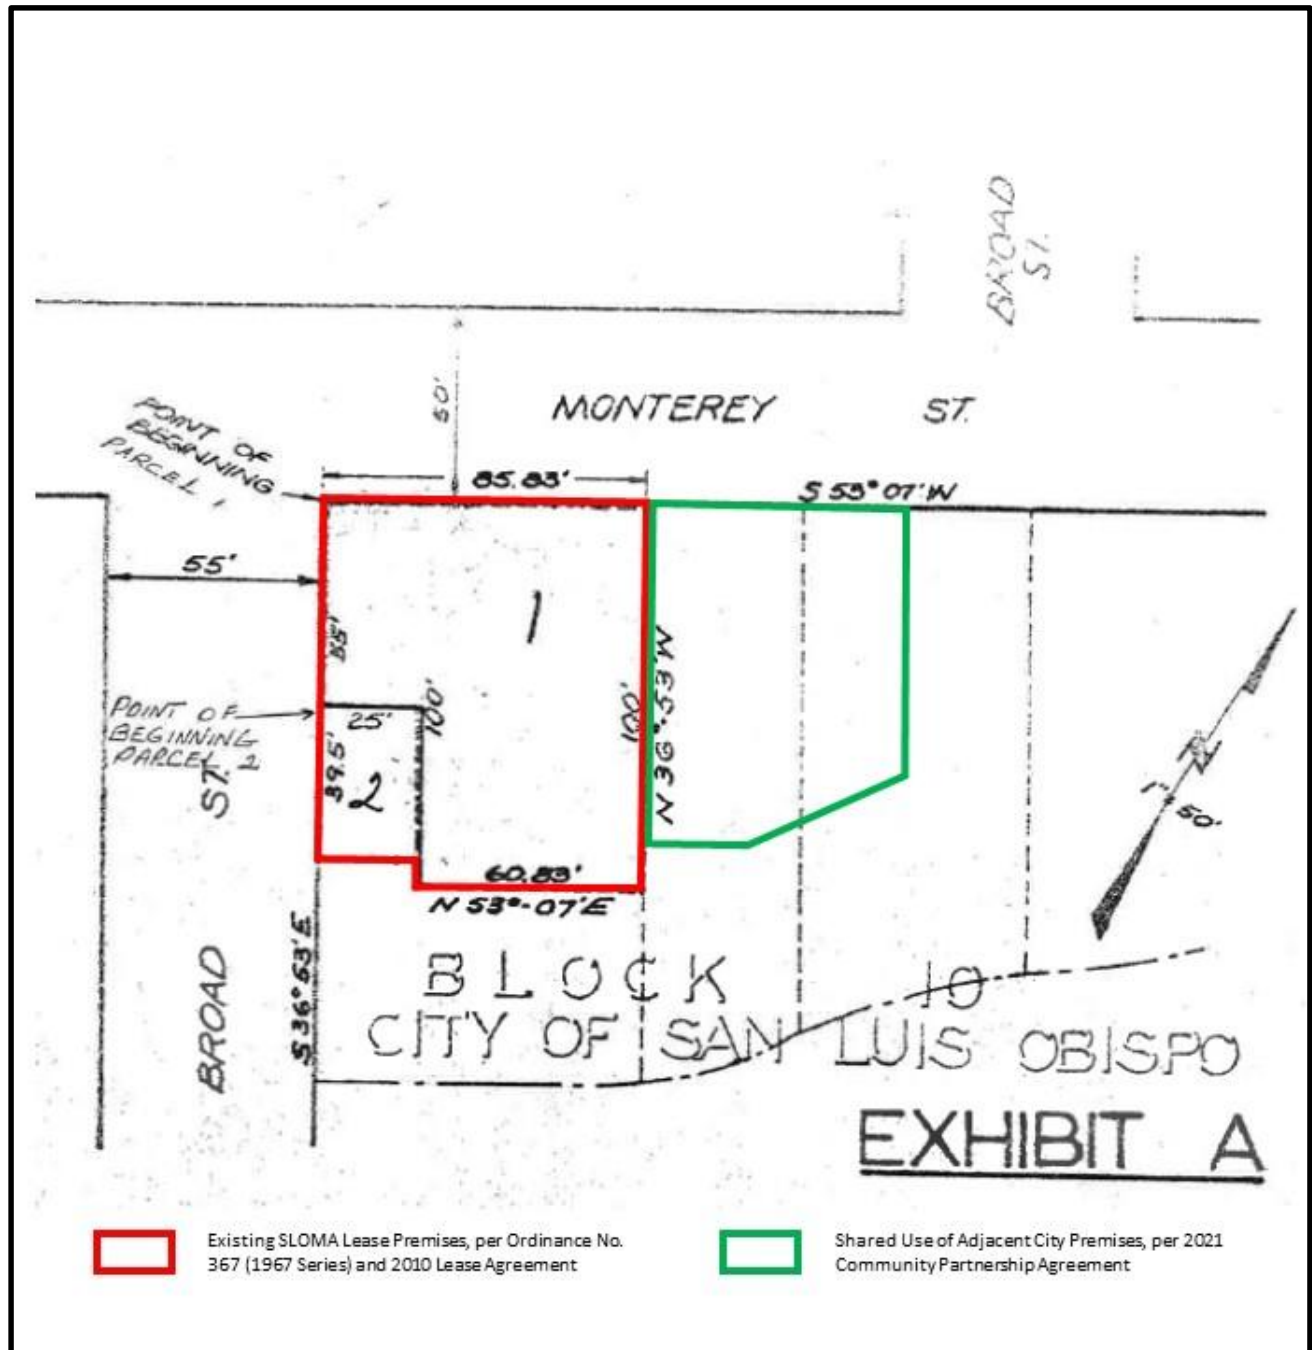 BROAD
ST.
MONTEREY ST.
50'
POINT OF
BEGINNING
PARCEL 1
85.83'
S 53° 07' W
55'
1
N 36°-53'W
100'
100'
POINT OF
BEGINNING
PARCEL 2
25'
39.5'
2
BROAD ST.
N
1" = 50'
60.83'
N 53°-07'E
S 36° 53' E
BLOCK 10
CITY OF SAN LUIS OBISPO
EXHIBIT A
Existing SLOMA Lease Premises, per Ordinance No.
367 (1967 Series) and 2010 Lease Agreement
Shared Use of Adjacent City Premises, per 2021
Community Partnership Agreement